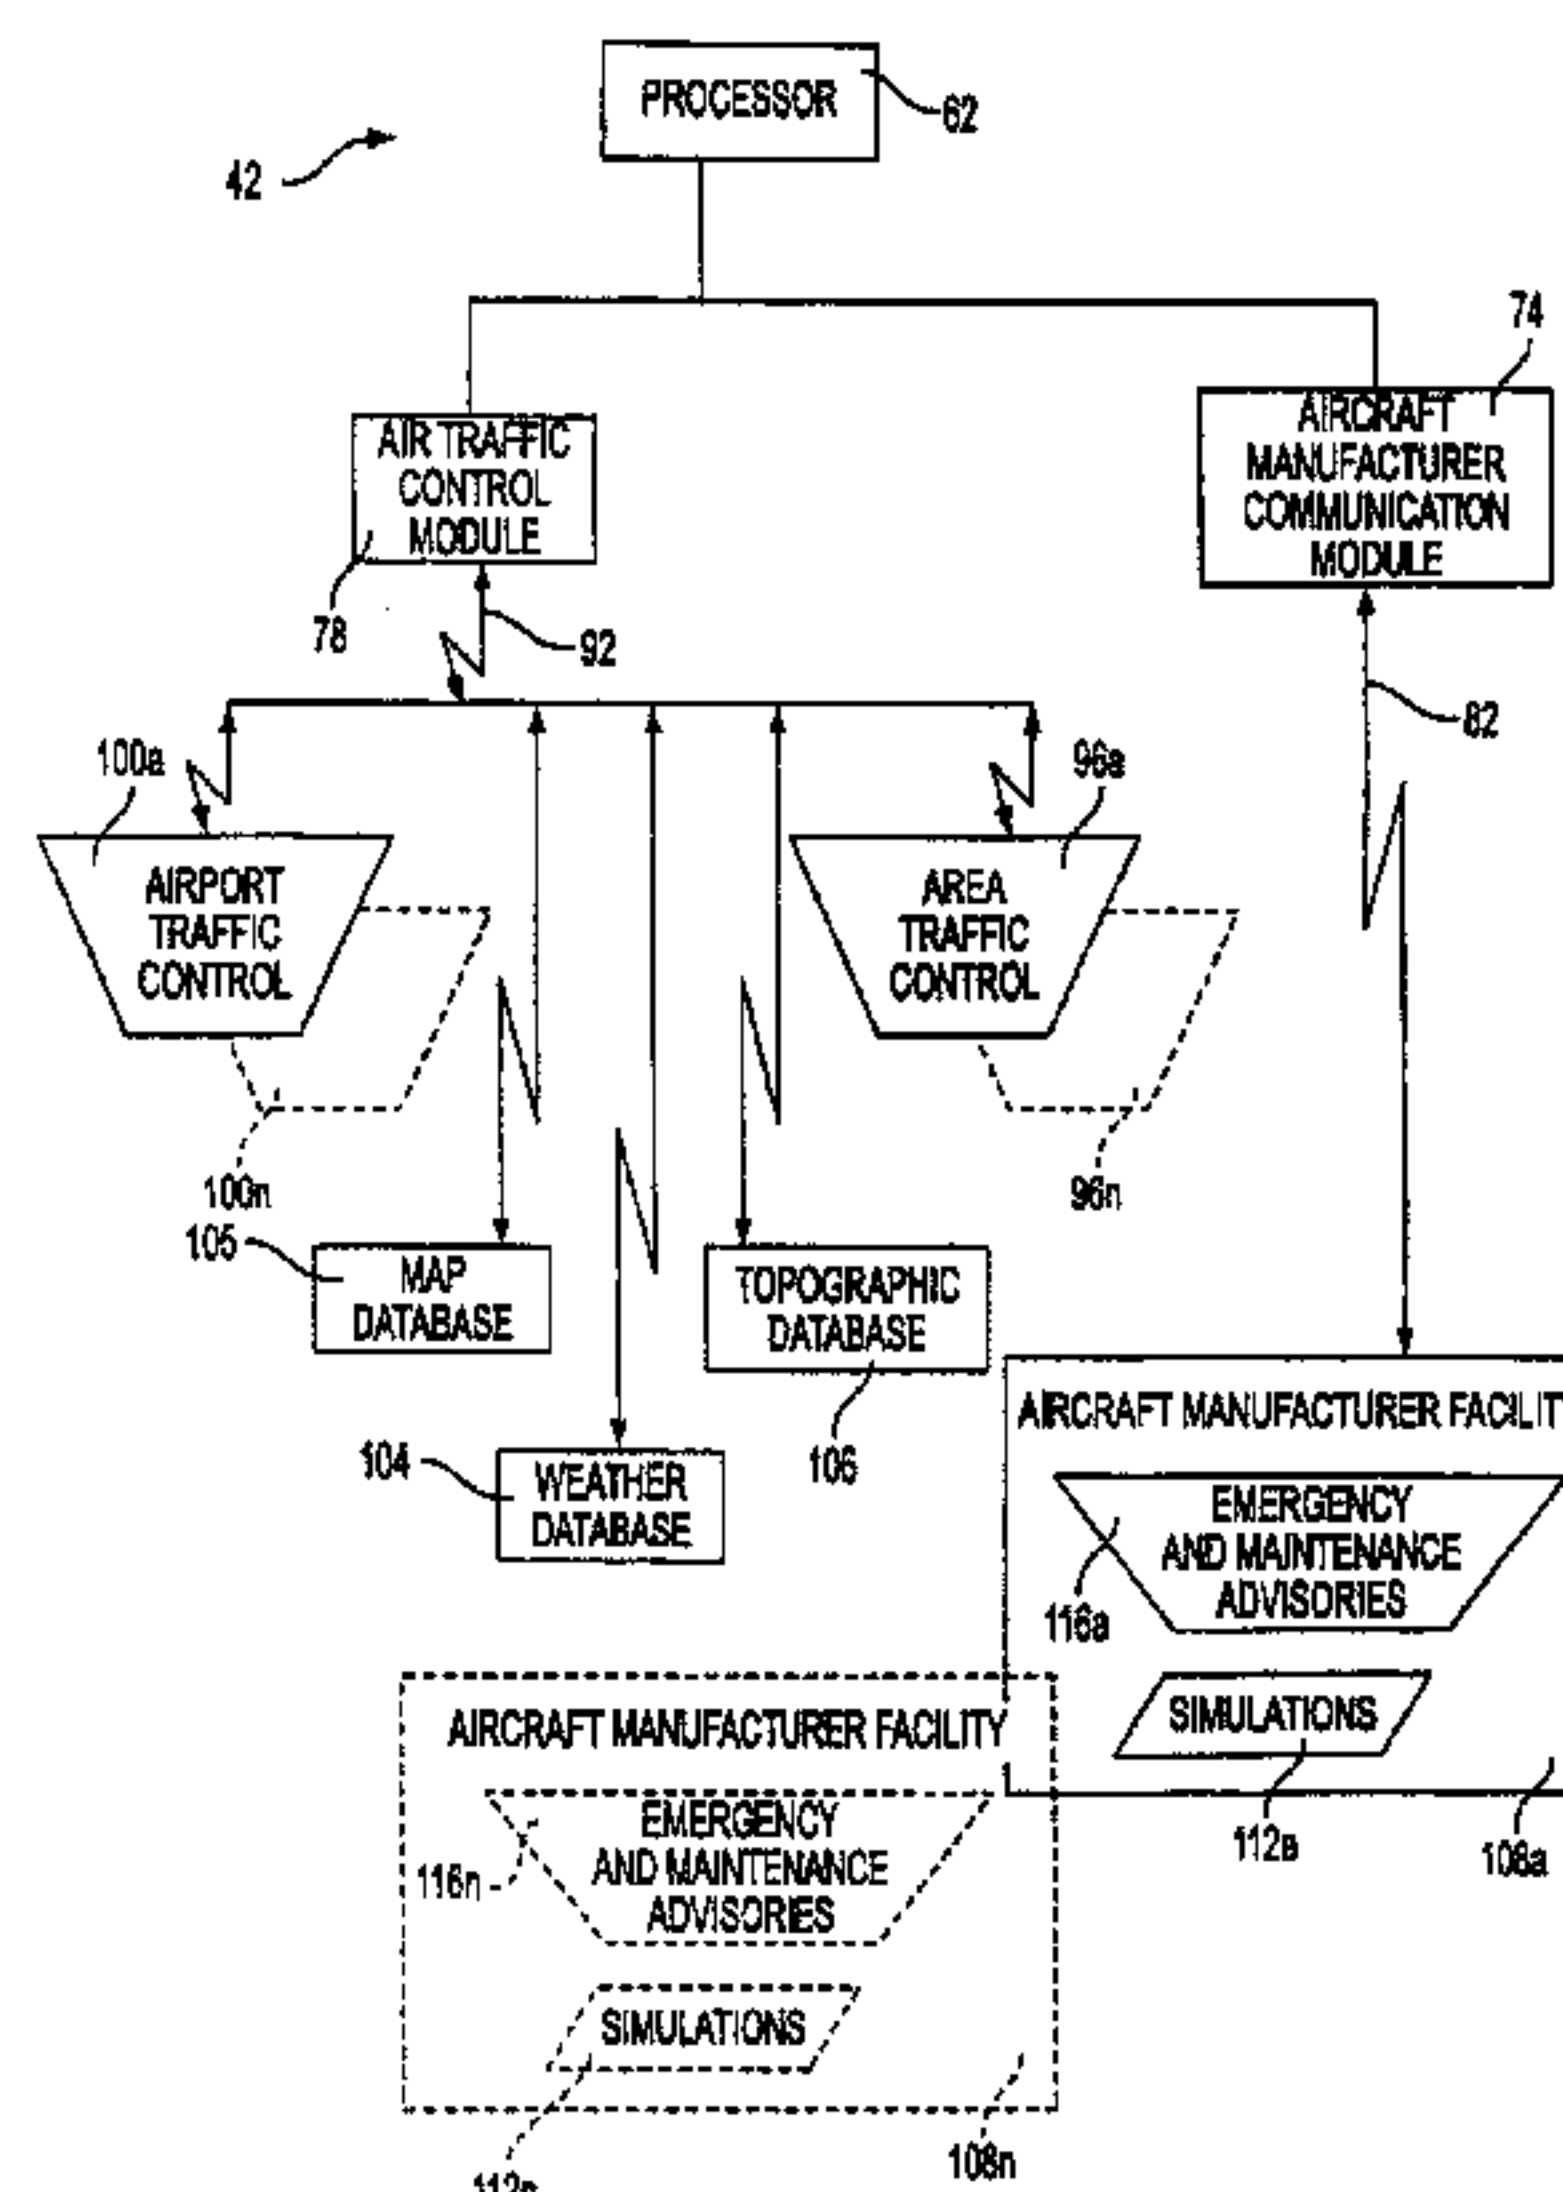 PROCESSOR
62
42
74
AIR TRAFFIC
CONTROL
MODULE
AIRCRAFT
MANUFACTURER
COMMUNICATION
MODULE
78
92
82
100a
96a
AIRPORT
TRAFFIC
CONTROL
AREA
TRAFFIC
CONTROL
100n
96n
105
MAP
DATABASE
TOPOGRAPHIC
DATABASE
104
WEATHER
DATABASE
106
AIRCRAFT MANUFACTURER FACILIT
EMERGENCY
AND MAINTENANCE
ADVISORIES
116a
SIMULATIONS
112a
108a
AIRCRAFT MANUFACTURER FACILITY
EMERGENCY
AND MAINTENANCE
ADVISORIES
116n
SIMULATIONS
108n